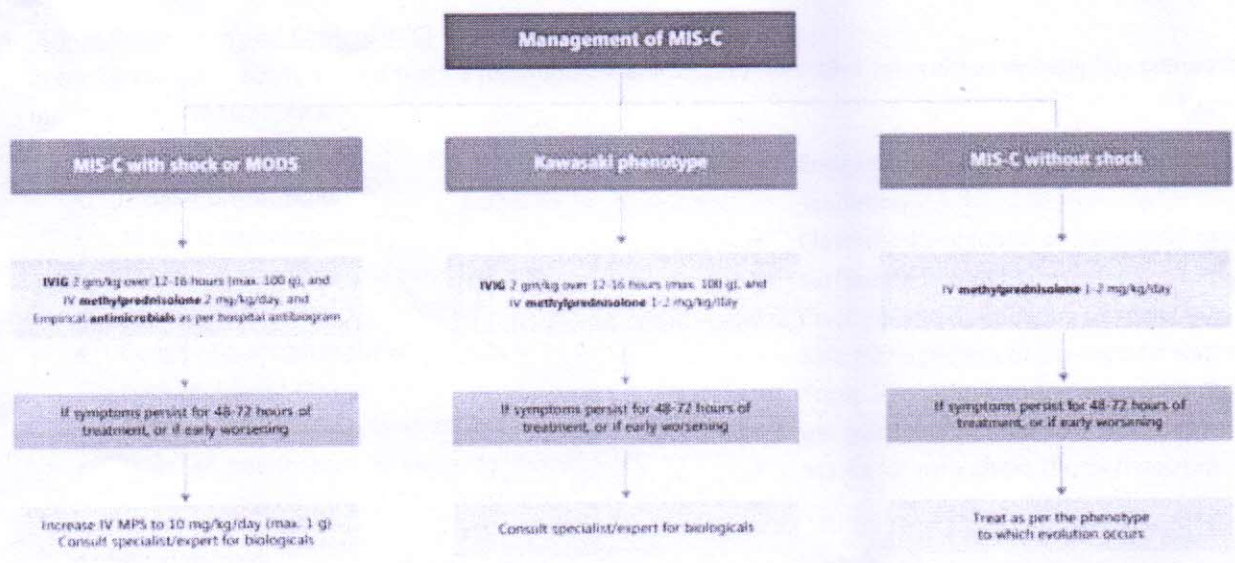 Management of MIS-C
MIS-C with shock or MODS
Kawasaki phenotype
MIS-C without shock
IVIG 2 gm/kg over 12-16 hours (max. 100 g), and
IV methylprednisolone 2 mg/kg/day, and
Empirical antimicrobials as per hospital antibiogram
IVIG 2 gm/kg over 12-16 hours (max. 100 g), and
IV methylprednisolone 1-2 mg/kg/day
IV methylprednisolone 1-2 mg/kg/day
If symptoms persist for 48-72 hours of
treatment, or if early worsening
If symptoms persist for 48-72 hours of
treatment, or if early worsening
If symptoms persist for 48-72 hours of
treatment, or if early worsening
Increase IV MPS to 10 mg/kg/day (max. 1 g)
Consult specialist/expert for biologicals
Consult specialist/expert for biologicals
Treat as per the phenotype
to which evolution occurs